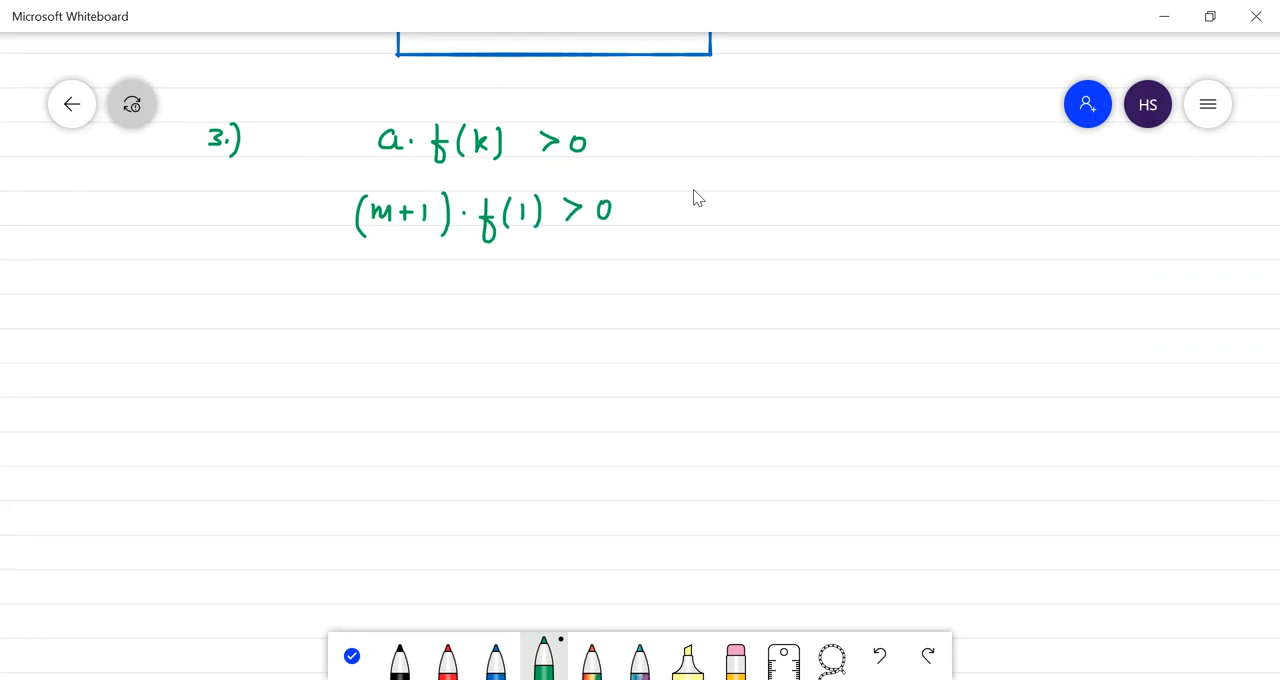 Microsoft Whiteboard
HS
3.) a. f(k) > 0
(m+1) · f(1) > 0